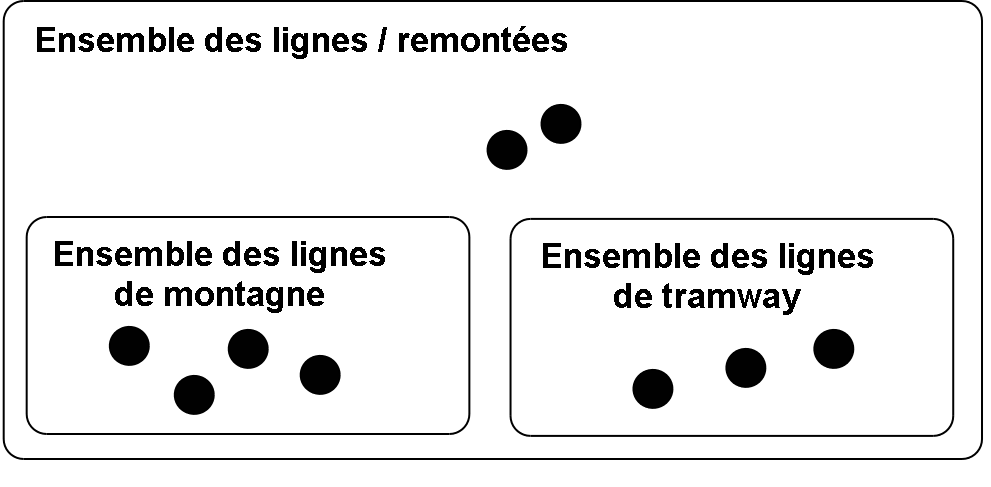 Ensemble des lignes / remontées
Ensemble des lignes
de montagne
Ensemble des lignes
de tramway